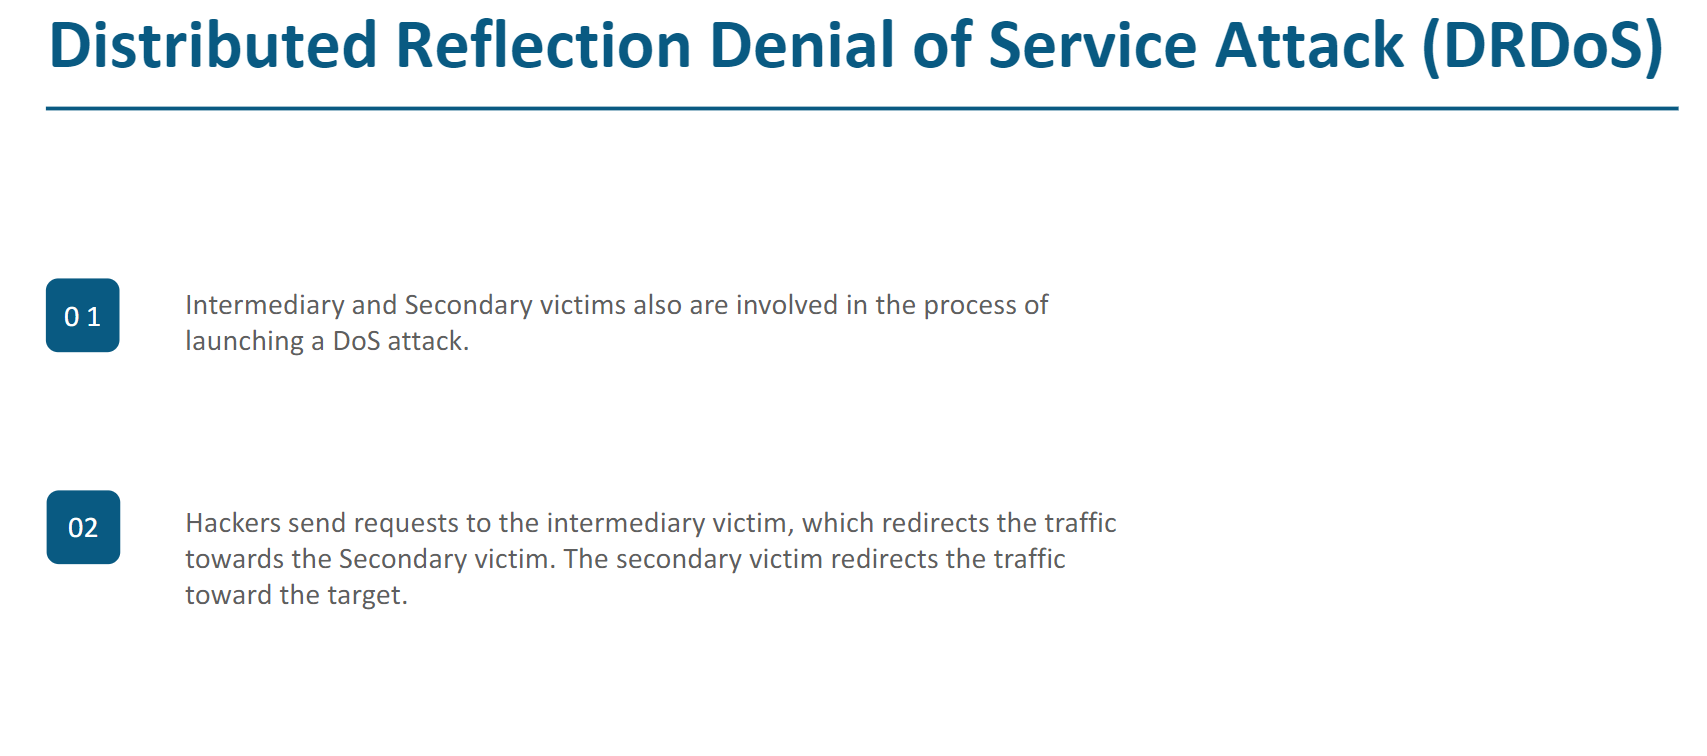 Distributed Reflection Denial of Service Attack (DRDoS)
0 1
Intermediary and Secondary victims also are involved in the process of
launching a DoS attack.
02
Hackers send requests to the intermediary victim, which redirects the traffic
towards the Secondary victim. The secondary victim redirects the traffic
toward the target.